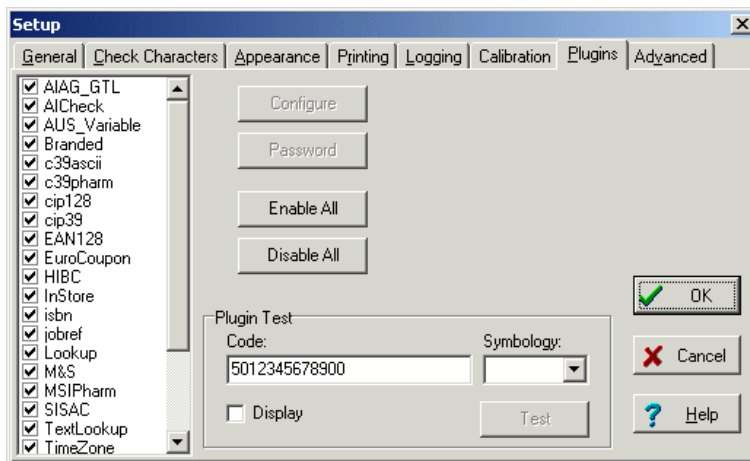 Setup
General
Check Characters
Appearance
Printing
Logging
Calibration
Plugins
Advanced
AIAG_GTL
AICheck
AUS_Variable
Branded
c39ascii
c39pharm
cip128
cip39
EAN128
EuroCoupon
HIBC
InStore
isbn
jobref
Lookup
M&S
MSIPharm
SISAC
TextLookup
TimeZone
Configure
Password
Enable All
Disable All
Plugin Test
Code:
5012345678900
Symbology:
Display
Test
OK
Cancel
Help